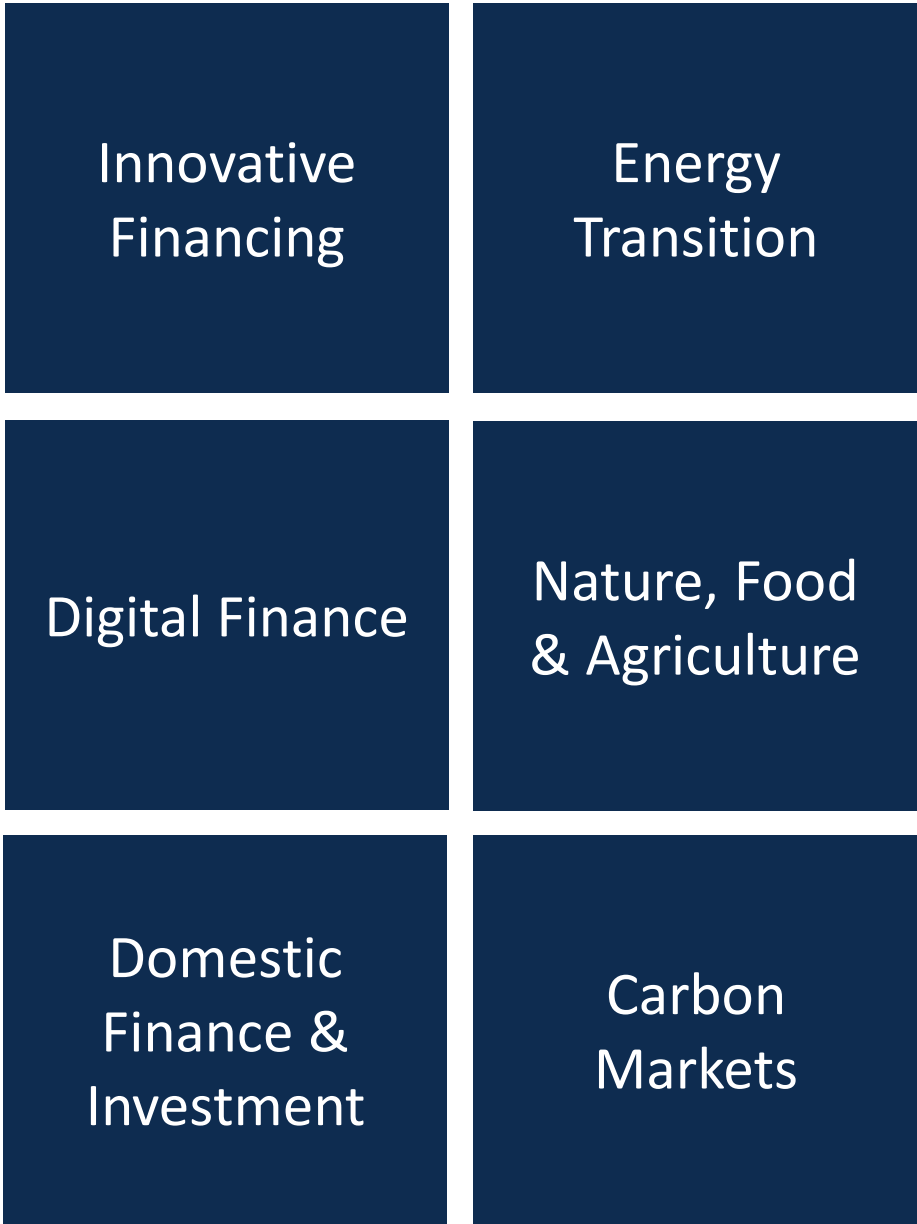 Innovative
Financing
Energy
Transition
Digital Finance
Nature, Food
& Agriculture
Domestic
Finance &
Investment
Carbon
Markets